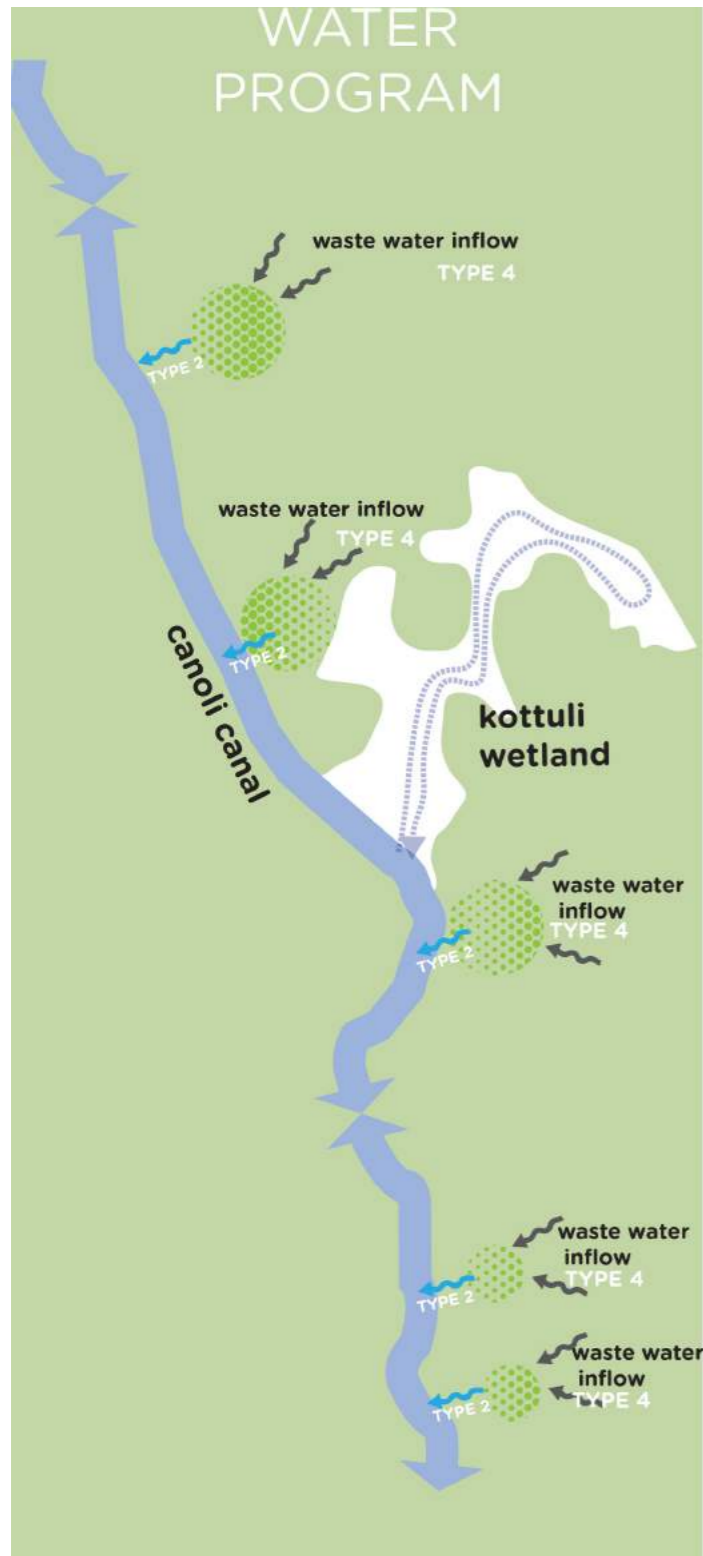 WATER
PROGRAM
waste water inflow
TYPE 4
TYPE 2
waste water inflow
TYPE 4
TYPE 2
canoli canal
kottuli
wetland
waste water
inflow
TYPE 4
TYPE 2
waste water
inflow
TYPE 4
TYPE 2
waste water
inflow
TYPE 4
TYPE 2